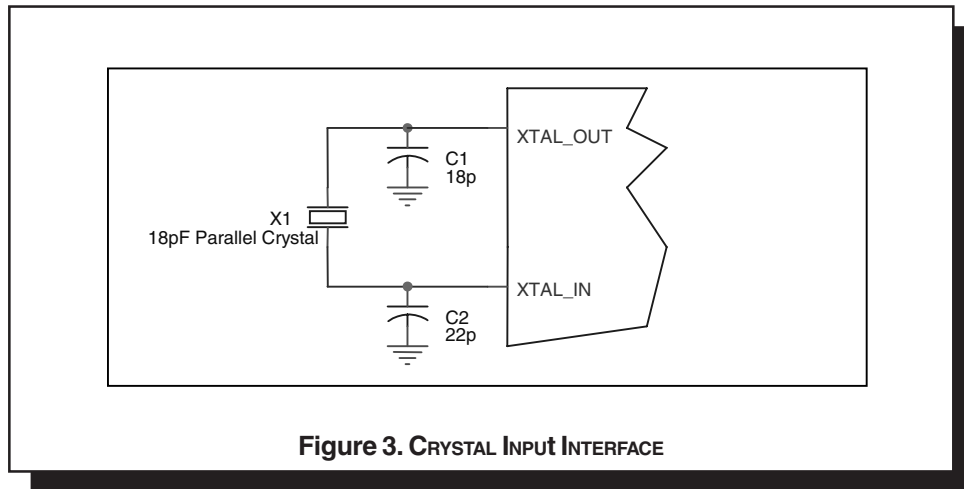 XTAL_OUT
C1
18p
X1
18pF Parallel Crystal
XTAL_IN
C2
22p
Figure 3. CRYSTAL INPUt INTERFACE